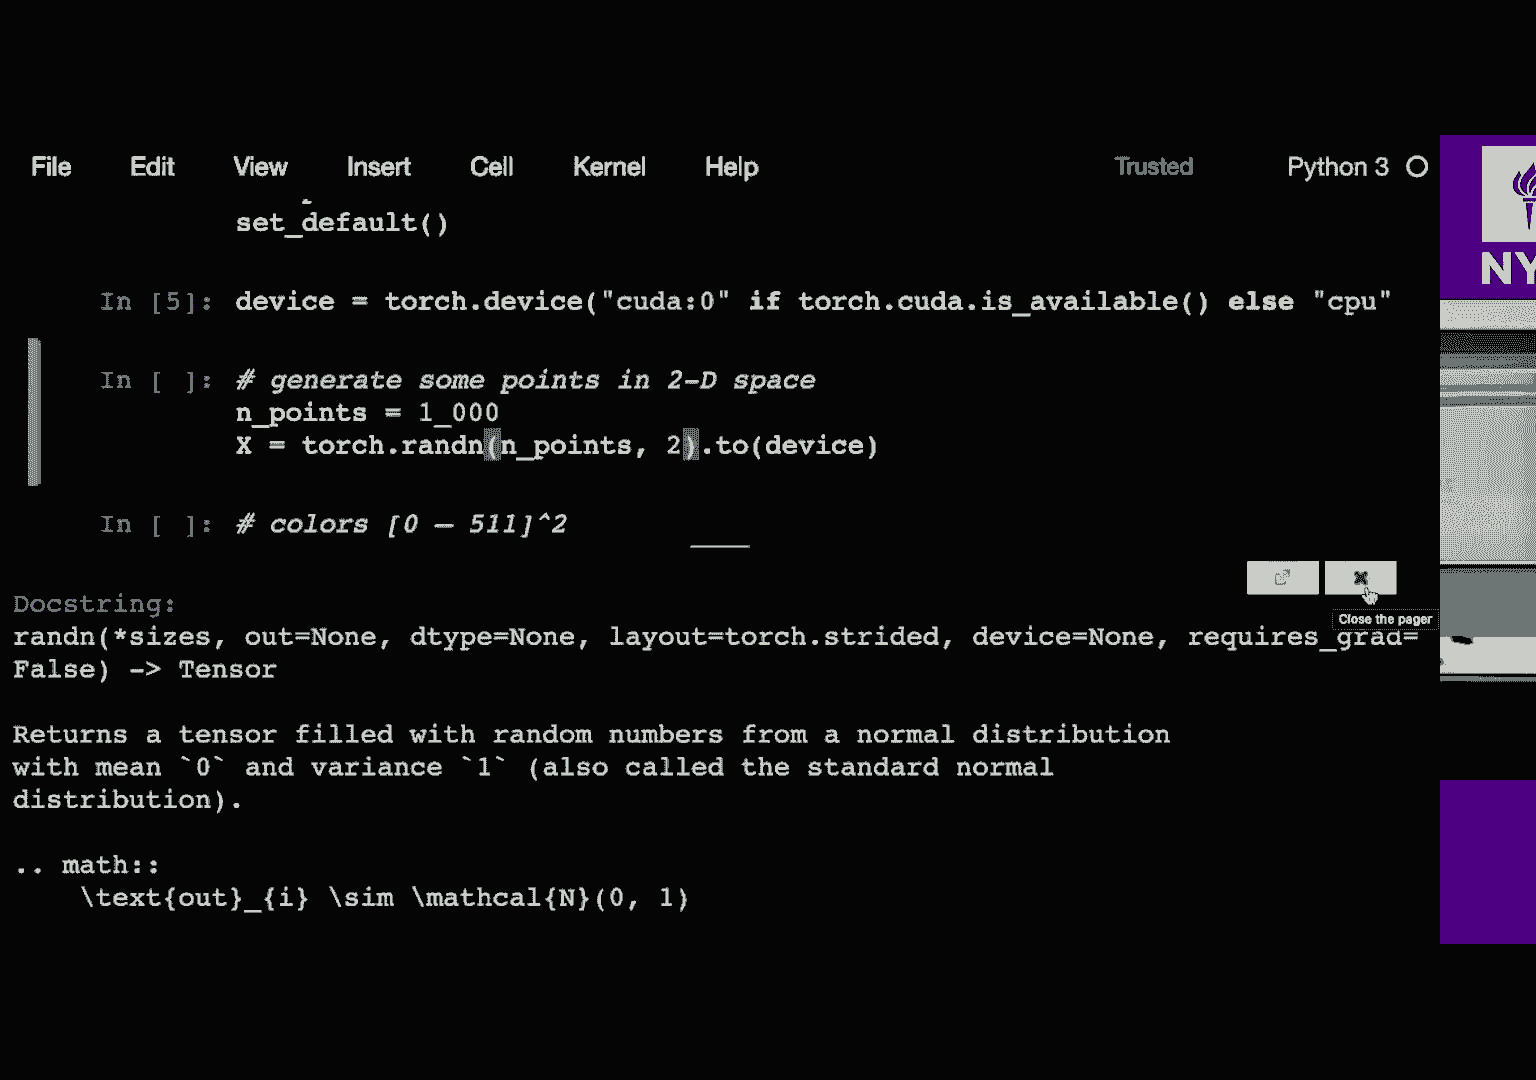 File Edit View Insert Cell Kernel Help Trusted Python 3
set_default()
In [5]: device = torch.device("cuda:0" if torch.cuda.is_available() else "cpu"
In [ ]: # generate some points in 2-D space
n_points = 1_000
X = torch.randn(n_points, 2).to(device)
In [ ]: # colors [0 — 511]^2
Docstring:
Close the pager
randn(*sizes, out=None, dtype=None, layout=torch.strided, device=None, requires_grad=
False) -> Tensor
Returns a tensor filled with random numbers from a normal distribution
with mean `0` and variance `1` (also called the standard normal
distribution).
.. math::
\text{out}_{i} \sim \mathcal{N}(0, 1)
NY